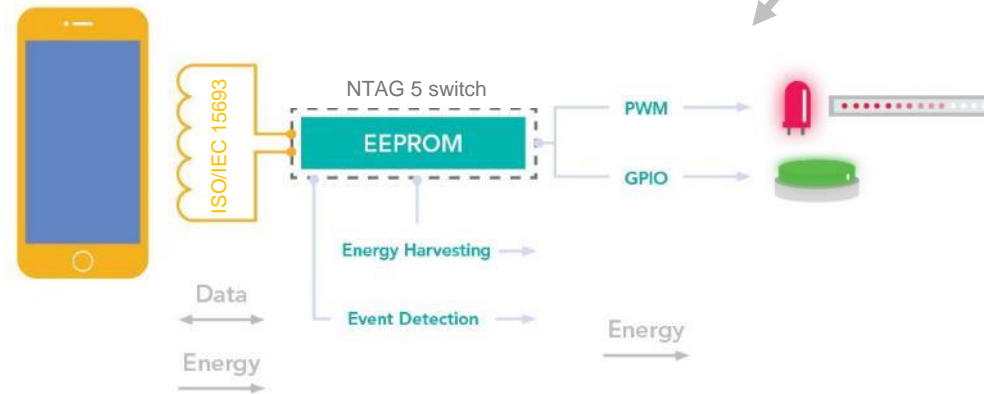 NTAG 5 switch
ISO/IEC 15693
EEPROM
PWM
GPIO
Energy Harvesting
Event Detection
Data
Energy
Energy